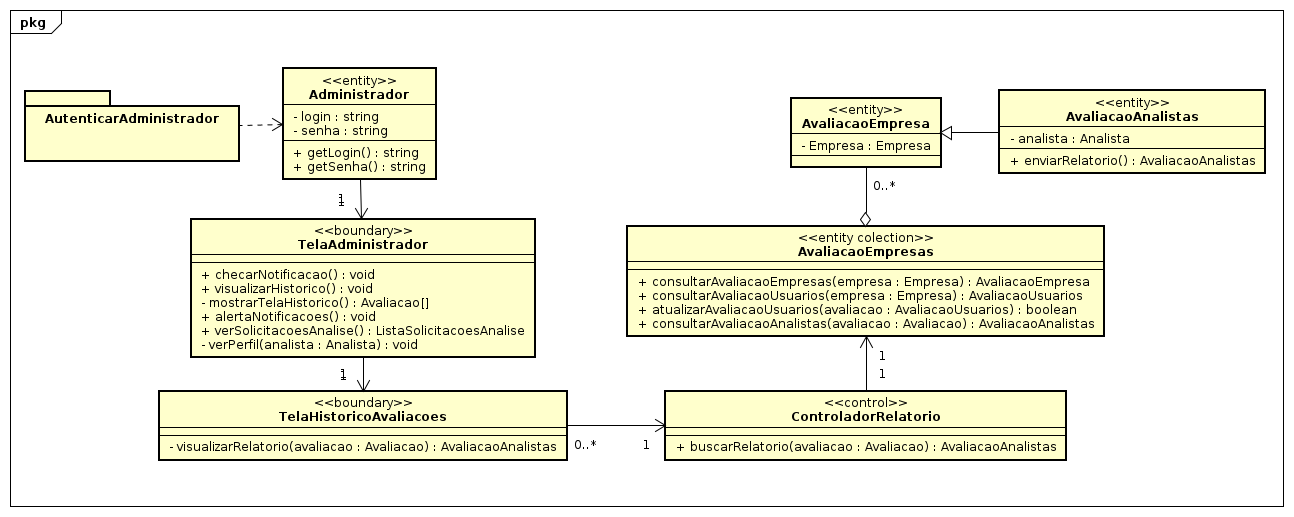 pkg
AutenticarAdministrador
<<entity>>
Administrador
- login : string
- senha : string
+ getLogin() : string
+ getSenha() : string
1
1
<<boundary>>
TelaAdministrador
+ checarNotificacao() : void
+ visualizarHistorico() : void
- mostrarTelaHistorico() : Avaliacao[]
+ alertaNotificacoes() : void
+ verSolicitacoesAnalise() : ListaSolicitacoesAnalise
- verPerfil(analista : Analista) : void
1
1
<<boundary>>
TelaHistoricoAvaliacoes
- visualizarRelatorio(avaliacao : Avaliacao) : AvaliacaoAnalistas
0..*
1
<<entity>>
AvaliacaoEmpresa
- Empresa : Empresa
<<entity>>
AvaliacaoAnalistas
- analista : Analista
+ enviarRelatorio() : AvaliacaoAnalistas
0..*
<<entity colection>>
AvaliacaoEmpresas
+ consultarAvaliacaoEmpresas(empresa : Empresa) : AvaliacaoEmpresa
+ consultarAvaliacaoUsuarios(empresa : Empresa) : AvaliacaoUsuarios
+ atualizarAvaliacaoUsuarios(avaliacao : AvaliacaoUsuarios) : boolean
+ consultarAvaliacaoAnalistas(avaliacao : Avaliacao) : AvaliacaoAnalistas
1
1
<<control>>
ControladorRelatorio
+ buscarRelatorio(avaliacao : Avaliacao) : AvaliacaoAnalistas